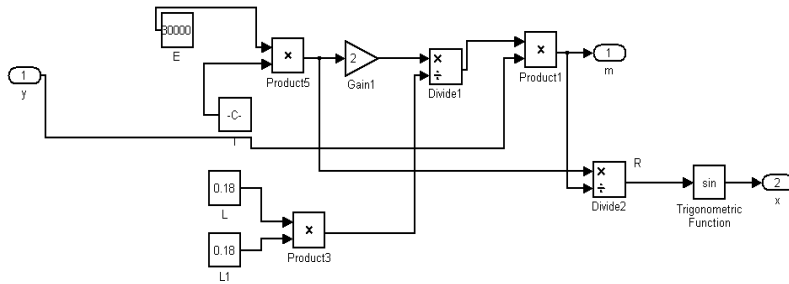 30000
E
×
Product5
2
Gain1
×
÷
Divide1
×
Product1
1
m
1
y
-C-
I
0.18
L
0.18
L1
×
Product3
×
÷
Divide2
R
sin
Trigonometric
Function
2
x